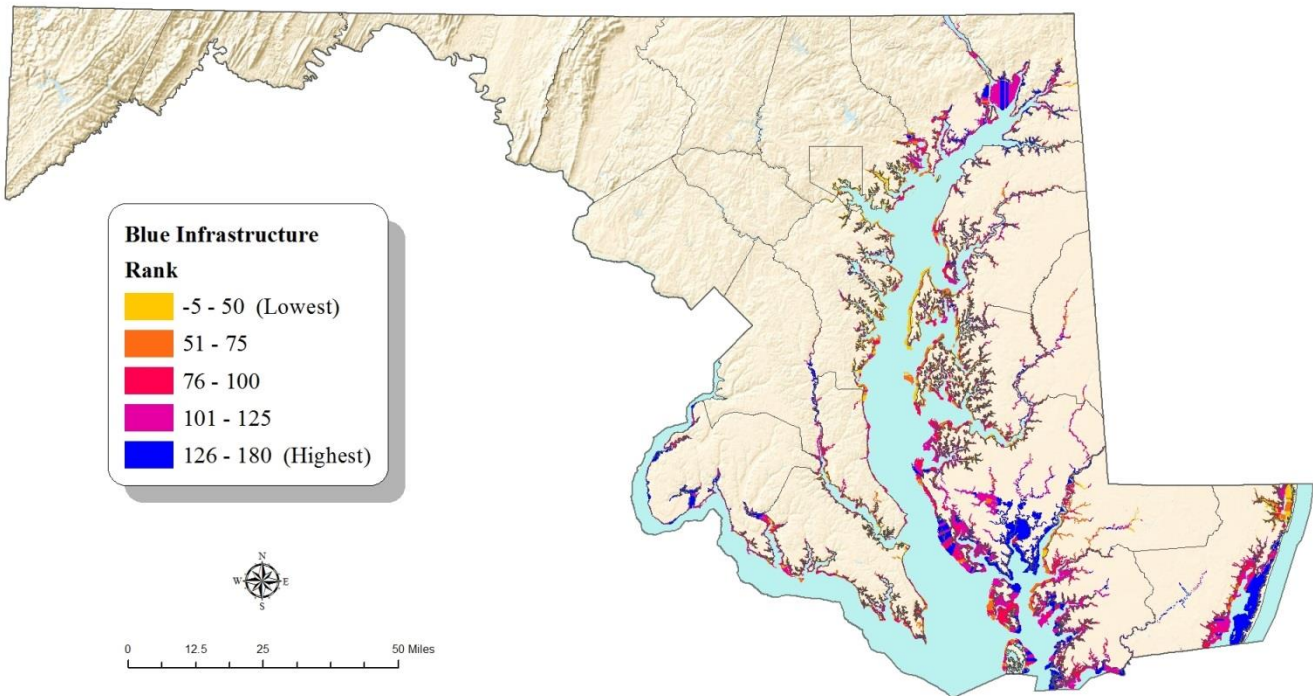 Blue Infrastructure
Rank
-5 - 50 (Lowest)
51 - 75
76 - 100
101 - 125
126 - 180 (Highest)
N
W E
S
0 12.5 25 50 Miles